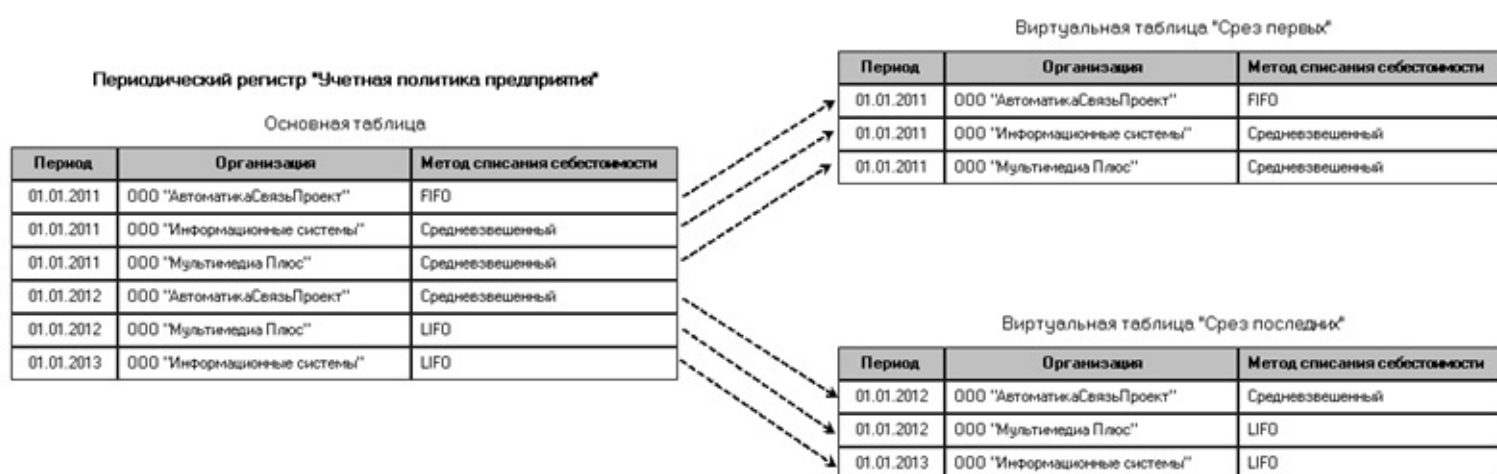 Периодический регистр "Учетная политика предприятия"
Основная таблица
Период Организация Метод списания себестоимости
01.01.2011 ООО "АвтоматикаСвязьПроект" FIFO
01.01.2011 ООО "Информационные системы" Средневзвешенный
01.01.2011 ООО "Мультимедиа Плюс" Средневзвешенный
01.01.2012 ООО "АвтоматикаСвязьПроект" Средневзвешенный
01.01.2012 ООО "Мультимедиа Плюс" LIFO
01.01.2013 ООО "Информационные системы" LIFO
Виртуальная таблица "Срез первых"
Период Организация Метод списания себестоимости
01.01.2011 ООО "АвтоматикаСвязьПроект" FIFO
01.01.2011 ООО "Информационные системы" Средневзвешенный
01.01.2011 ООО "Мультимедиа Плюс" Средневзвешенный
Виртуальная таблица "Срез последних"
Период Организация Метод списания себестоимости
01.01.2012 ООО "АвтоматикаСвязьПроект" Средневзвешенный
01.01.2012 ООО "Мультимедиа Плюс" LIFO
01.01.2013 ООО "Информационные системы" LIFO